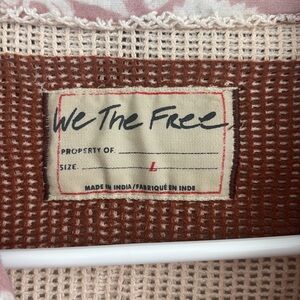 We The Free
PROPERTY OF
SIZE L
MADE IN INDIA/FABRIQUÉ EN INDE